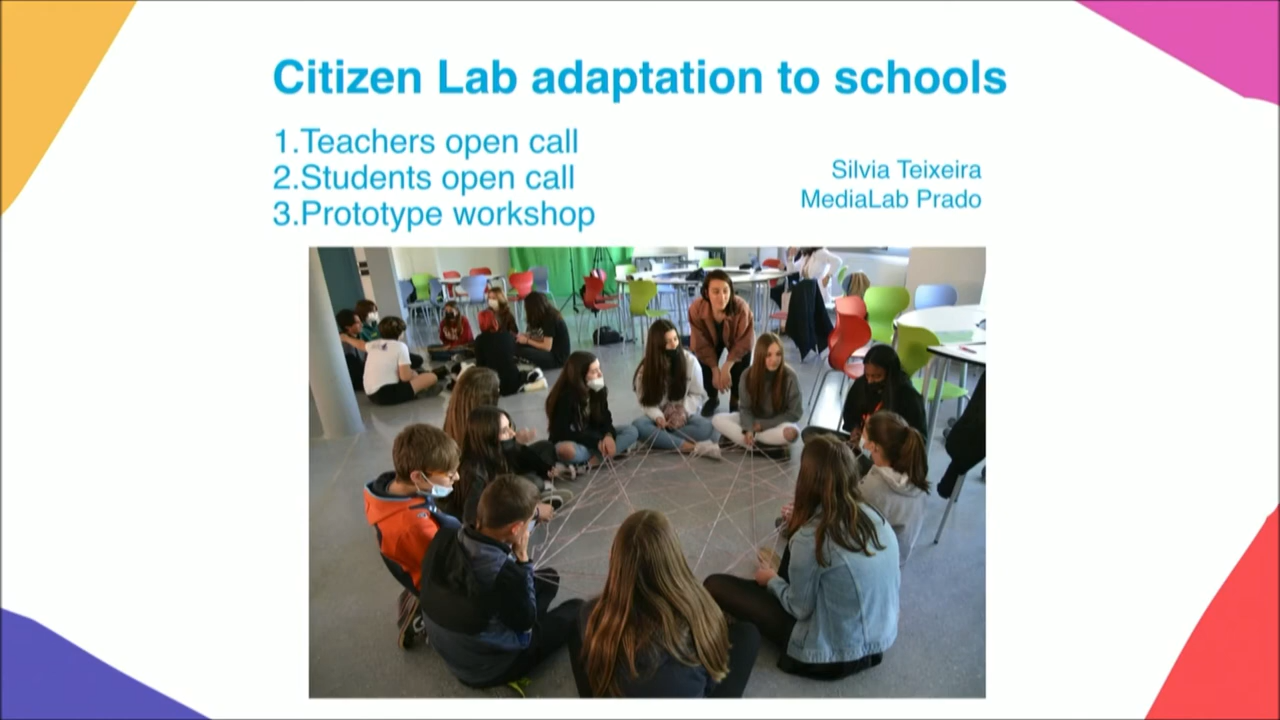 Citizen Lab adaptation to schools
1.Teachers open call
2.Students open call
3.Prototype workshop
Silvia Teixeira
MediaLab Prado